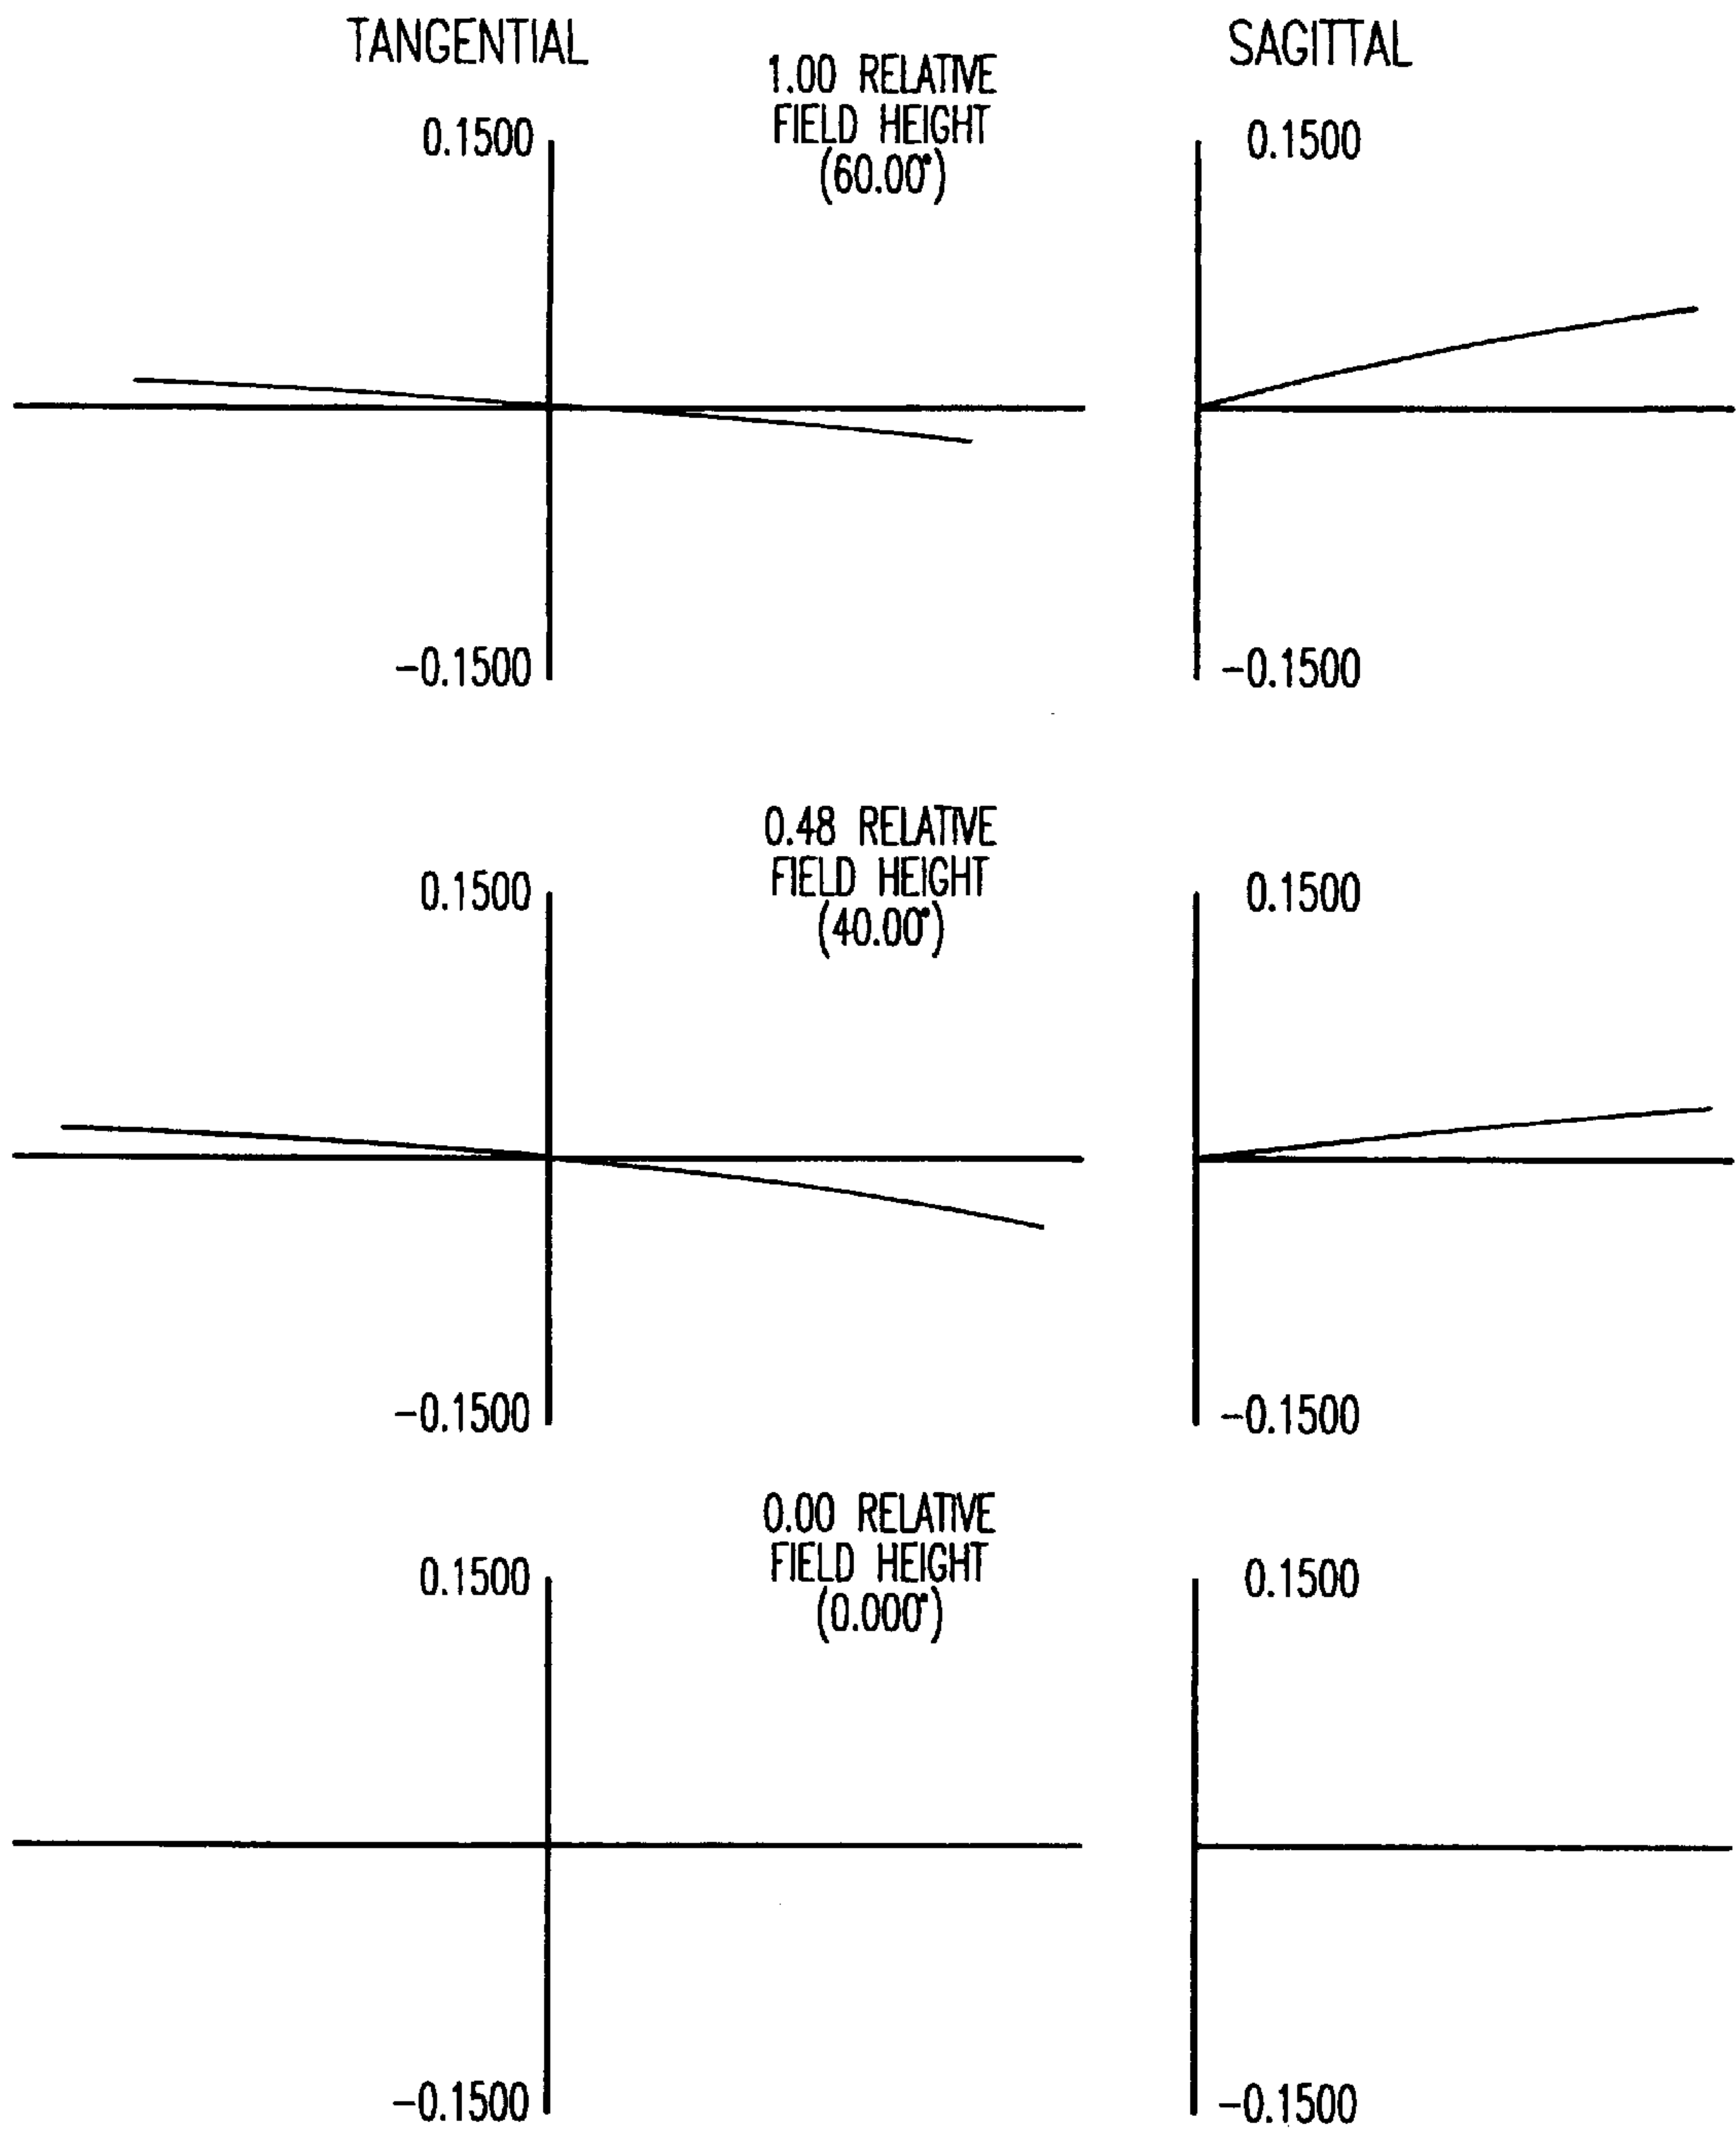 TANGENTIAL
SAGITTAL
1.00 RELATIVE
FIELD HEIGHT
(60.00°)
0.1500
0.1500
-0.1500
-0.1500
0.48 RELATIVE
FIELD HEIGHT
(40.00°)
0.1500
0.1500
-0.1500
-0.1500
0.00 RELATIVE
FIELD HEIGHT
(0.000°)
0.1500
0.1500
-0.1500
-0.1500